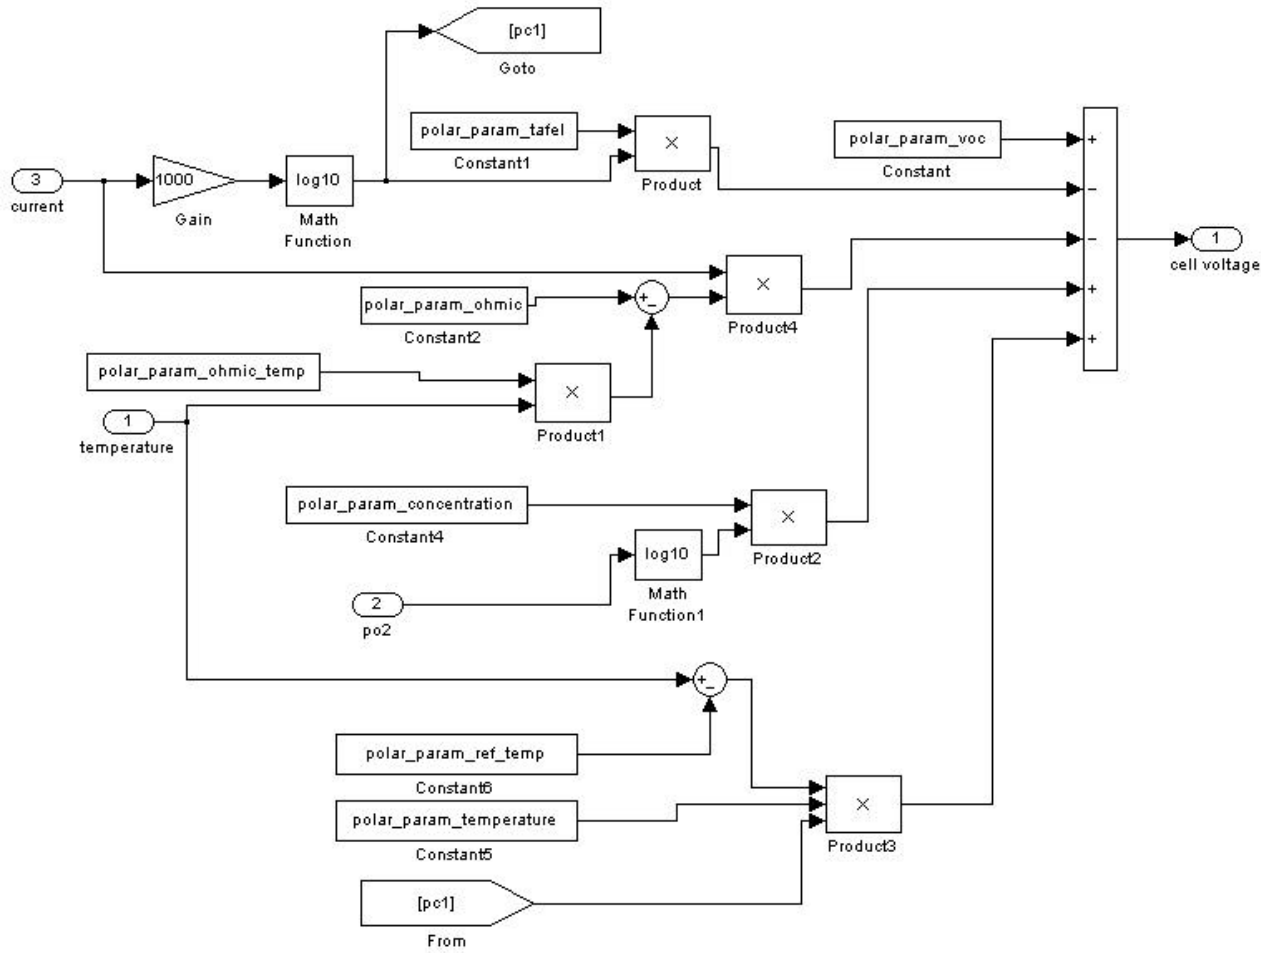 [pc1]
Goto
polar_param_tafel
Constant1
×
Product
polar_param_voc
Constant
+
−
−
+
+
3
current
1000
Gain
log10
Math
Function
1
cell voltage
polar_param_ohmic
Constant2
+
−
×
Product4
polar_param_ohmic_temp
1
temperature
×
Product1
polar_param_concentration
Constant4
log10
Math
Function1
×
Product2
2
po2
+
−
polar_param_ref_temp
Constant6
polar_param_temperature
Constant5
×
Product3
[pc1]
From